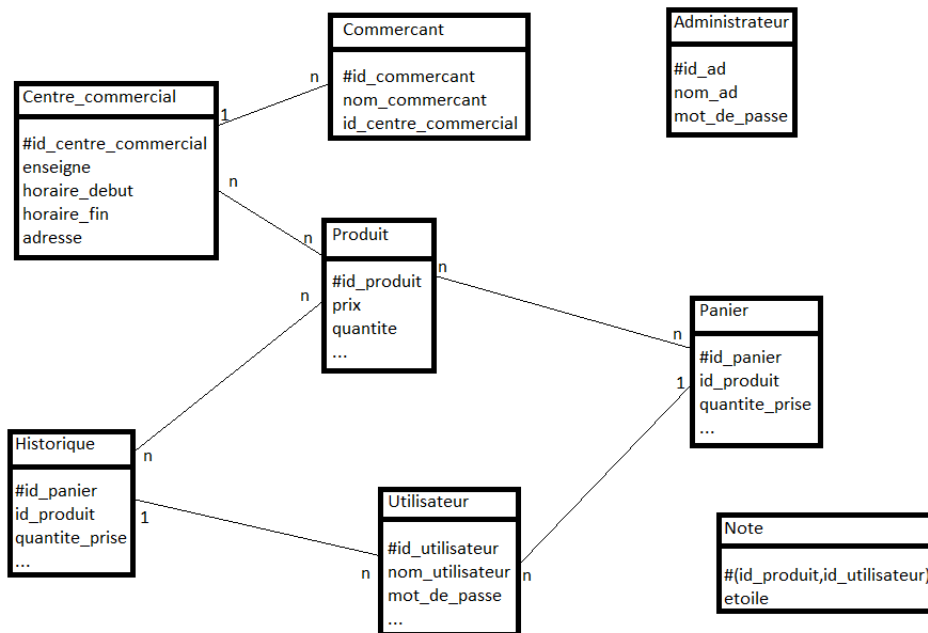 Commercant
#id_commercant
nom_commercant
id_centre_commercial
Administrateur
#id_ad
nom_ad
mot_de_passe
n
1
Centre_commercial
#id_centre_commercial
enseigne
horaire_debut
horaire_fin
adresse
n
n
Produit
#id_produit
prix
quantite
...
n
n
n
1
Panier
#id_panier
id_produit
quantite_prise
...
Historique
#id_panier
id_produit
quantite_prise
...
n
1
Utilisateur
#id_utilisateur
nom_utilisateur
mot_de_passe
...
n
n
Note
#(id_produit,id_utilisateur)
etoile